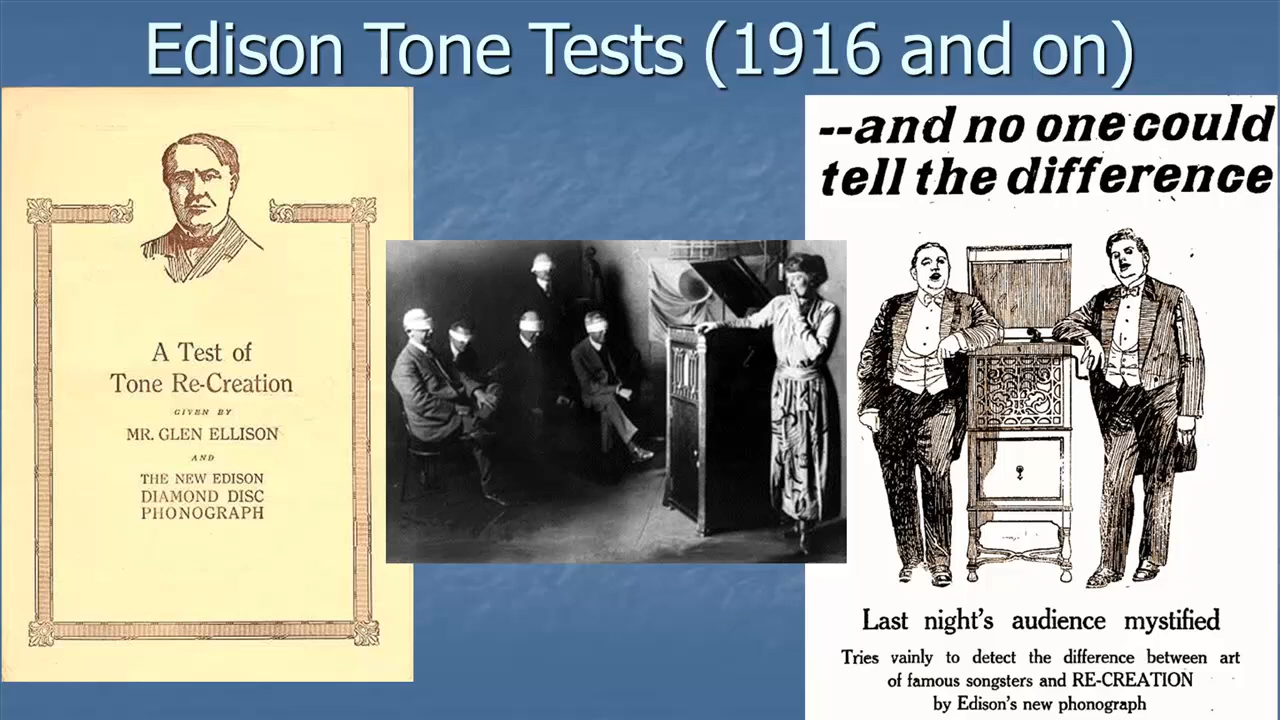 Edison Tone Tests (1916 and on)
A Test of
Tone Re-Creation
GIVEN BY
MR. GLEN ELLISON
AND
THE NEW EDISON
DIAMOND DISC
PHONOGRAPH
--and no one could
tell the difference
Last night's audience mystified
Tries vainly to detect the difference between art
of famous songsters and RE-CREATION
by Edison's new phonograph